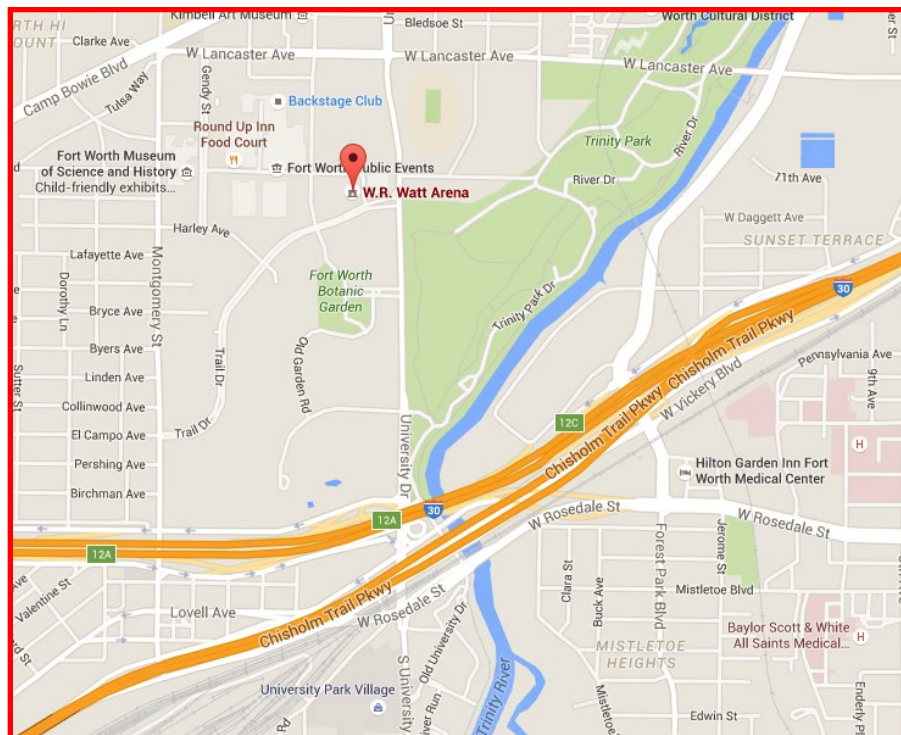 Kimbell Art Museum
Bledsoe St
Worth Cultural District
Clarke Ave
W Lancaster Ave
W Lancaster Ave
W Lancaster Ave
Camp Bowie Blvd
Tulsa Way
Gendy St
Backstage Club
Round Up Inn
Food Court
Trinity Park
River Dr
Fort Worth Museum
of Science and History
Child-friendly exhibits...
Fort Worth Public Events
W.R. Watt Arena
River Dr
W Daggett Ave
SUNSET TERRACE
Harley Ave
Lafayette Ave
Montgomery St
Dorothy Ln
Fort Worth
Botanic
Garden
30
Trinity Park Dr
Bryce Ave
Byers Ave
Trail Dr
Old Garden Rd
Chisholm Trail Pkwy
W Vickery Blvd
Pennsylvania Ave
9th Ave
Sutter St
Linden Ave
Collinwood Ave
El Campo Ave
Trail Dr
University Dr
12C
Chisholm Trail Pkwy
H
Pershing Ave
Birchman Ave
Hilton Garden Inn Fort
Worth Medical Center
30
12A
12A
W Rosedale St
W Rosedale St
Forest Park Blvd
Jerome St
Valentine St
Lovell Ave
Chisholm Trail Pkwy
W Rosedale St
Clara St
Buck Ave
Mistletoe Blvd
Old University Dr
Baylor Scott & White
All Saints Medical...
H
MISTLETOE
HEIGHTS
University Park Village
S University
Trinity River
Edwin St